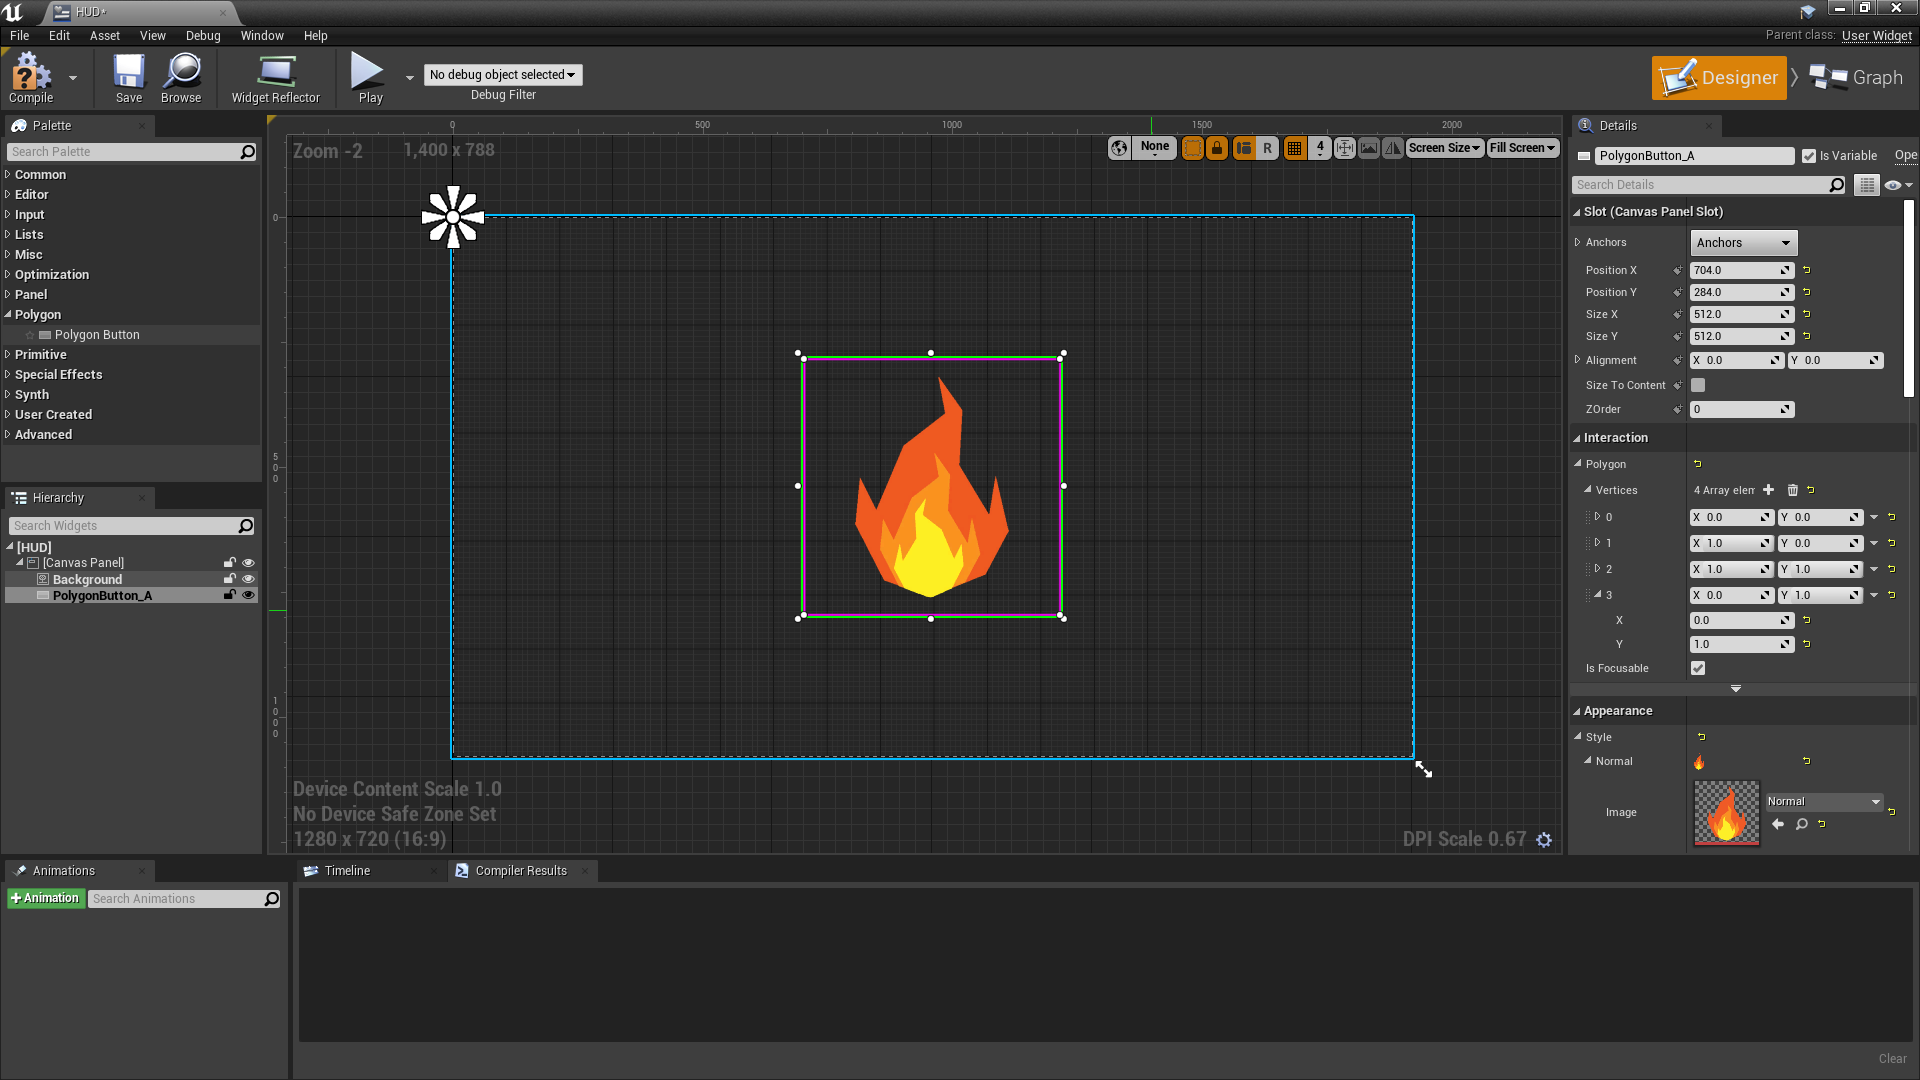 HUD*
File Edit Asset View Debug Window Help
Parent class: User Widget
Compile
Save
Browse
Widget Reflector
Play
No debug object selected
Debug Filter
Designer
Graph
Palette
Search Palette
Common
Editor
Input
Lists
Misc
Optimization
Panel
Polygon
Polygon Button
Primitive
Special Effects
Synth
User Created
Advanced
Hierarchy
Search Widgets
[HUD]
[Canvas Panel]
Background
PolygonButton_A
0 500 1000 1500 2000
Zoom -2 1,400 x 788
None
R
4
Screen Size
Fill Screen
0
5
0
0
1
0
0
0
Device Content Scale 1.0
No Device Safe Zone Set
1280 x 720 (16:9)
DPI Scale 0.67
Details
PolygonButton_A
Is Variable
Ope
Search Details
Slot (Canvas Panel Slot)
Anchors Anchors
Position X 704.0
Position Y 284.0
Size X 512.0
Size Y 512.0
Alignment X 0.0 Y 0.0
Size To Content
ZOrder 0
Interaction
Polygon
Vertices 4 Array elem
0 X 0.0 Y 0.0
1 X 1.0 Y 0.0
2 X 1.0 Y 1.0
3 X 0.0 Y 1.0
X 0.0
Y 1.0
Is Focusable
Appearance
Style
Normal
Image
Normal
Animations
+Animation
Search Animations
Timeline
Compiler Results
Clear